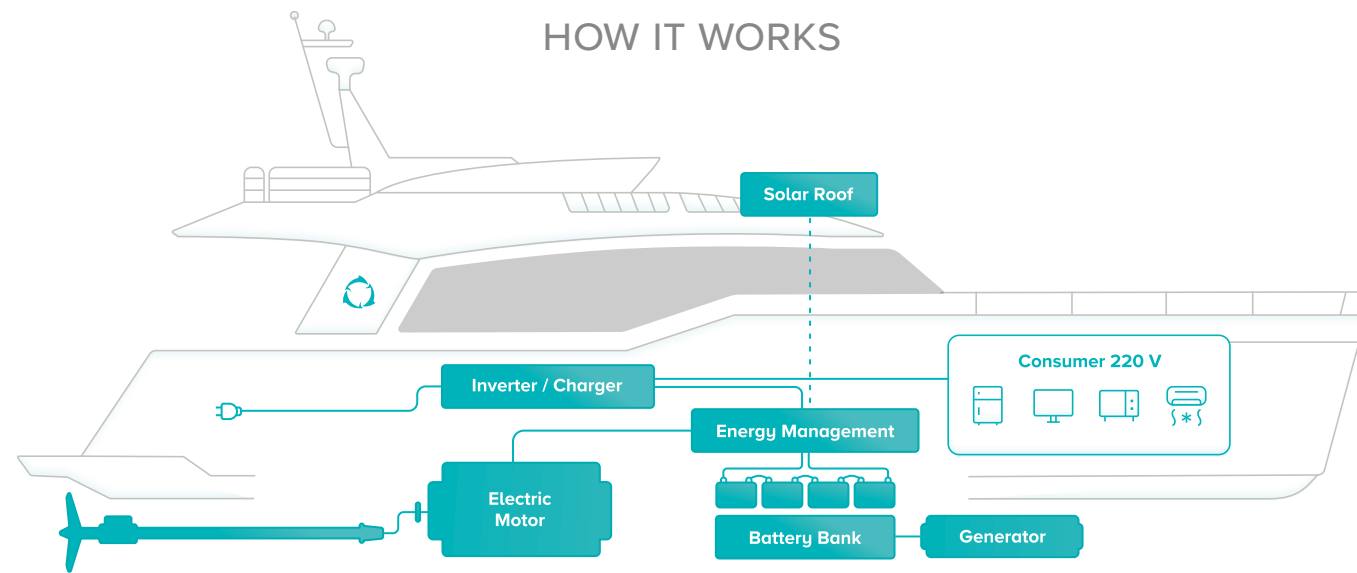 HOW IT WORKS
Solar Roof
Consumer 220 V
Inverter / Charger
Energy Management
Electric
Motor
Battery Bank
Generator